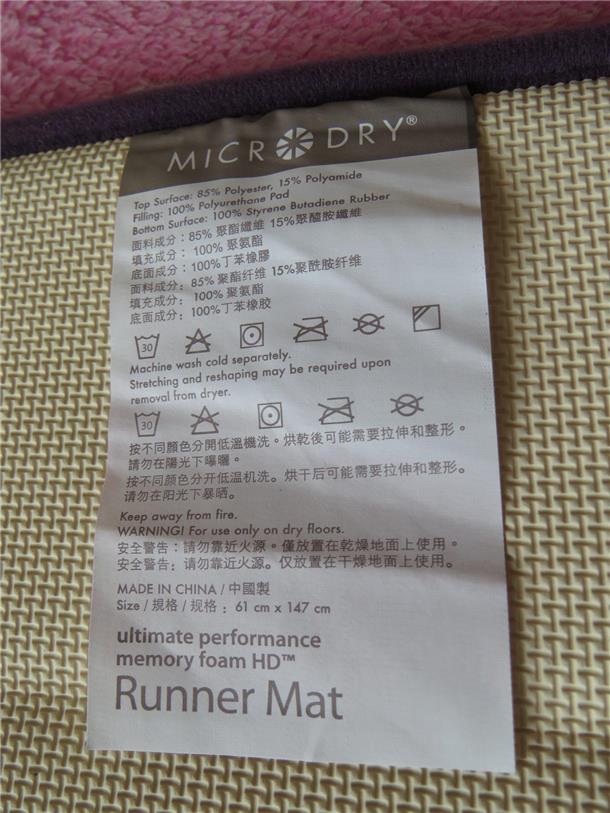 MICRODRY®
Top Surface: 85% Polyester, 15% Polyamide
Filling: 100% Polyurethane Pad
Bottom Surface: 100% Styrene Butadiene Rubber
面料成分：85% 聚酯纖維 15%聚醯胺纖維
填充成分： 100% 聚氨酯
底面成分：100%丁苯橡膠
面料成分：85% 聚酯纤维 15%聚酰胺纤维
填充成分： 100% 聚氨酯
底面成分：100%丁苯橡胶
30
Machine wash cold separately.
Stretching and reshaping may be required upon
removal from dryer.
30
按不同顏色分開低溫機洗。烘乾後可能需要拉伸和整形。
請勿在陽光下曝曬。
按不同颜色分开低温机洗。烘干后可能需要拉伸和整形。
请勿在阳光下暴晒。
Keep away from fire.
WARNING! For use only on dry floors.
安全警告：請勿靠近火源。僅放置在乾燥地面上使用。
安全警告：请勿靠近火源。仅放置在干燥地面上使用。
MADE IN CHINA / 中國製
Size / 規格 / 规格：61 cm x 147 cm
ultimate performance
memory foam HD™
Runner Mat